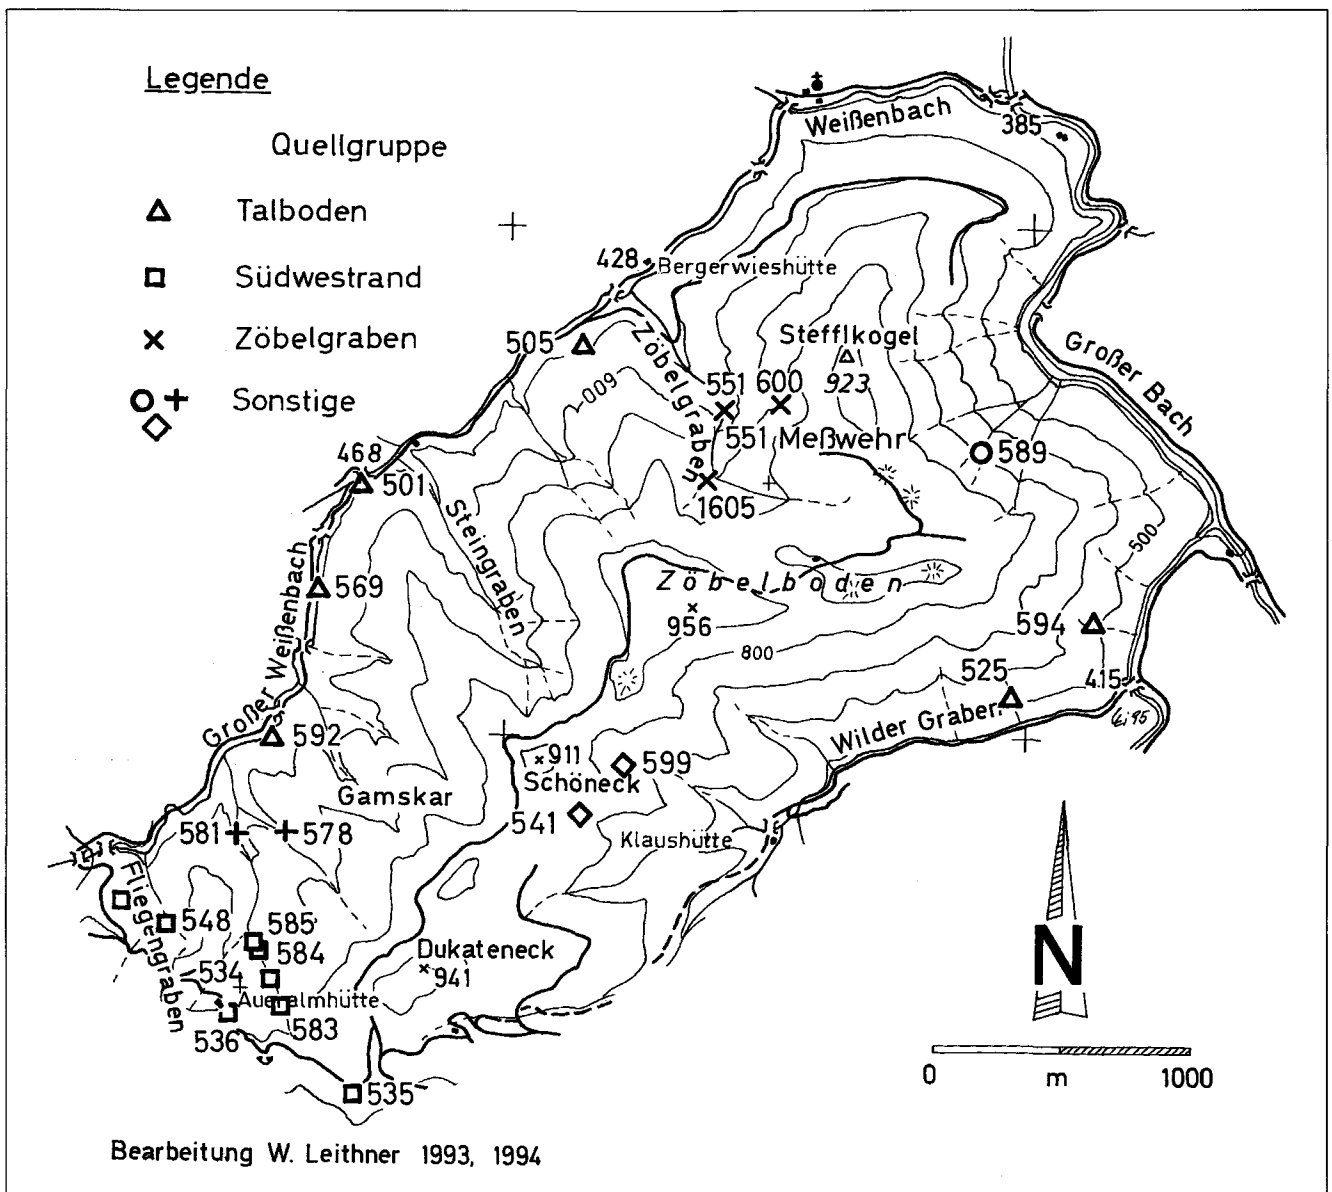 Legende
Quellgruppe
Talboden
Südwestrand
Zöbelgraben
Sonstige
Weißenbach
385
428
Bergerwieshütte
505
Zöbelgraben
Stefflkogel
923
Großer Bach
600
551
600
551 Meßwehr
589
468
501
1605
Steingraben
500
Großer Weißenbach
569
Zöbelboden
956
594
800
525
415
592
Wilder Graben
911
599
Schöneck
Gamskar
541
581
578
Klaushütte
Fliegengraben
548
585
584
Dukateneck
941
534
Aueralmhütte
583
536
535
N
0 m 1000
Bearbeitung W. Leithner 1993, 1994